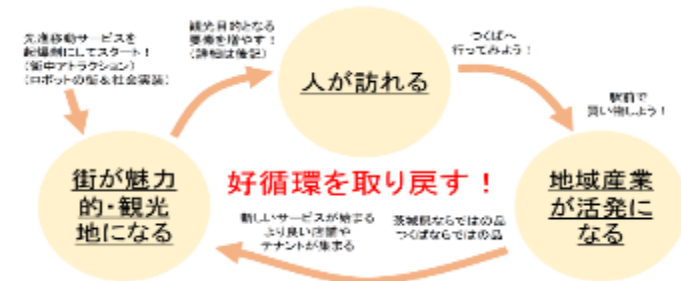 先進移動サービスを
起爆剤にしてスタート！
（街中アトラクション）
（ロボットの街&社会実装）
観光目的となる
要素を増やす！
（詳細は後記）
人が訪れる
つくばへ
行ってみよう！
駅前で
買い物しよう！
街が魅力
的・観光
地になる
好循環を取り戻す！
地域産業
が活発に
なる
新しいサービスが始まる
より良い店舗や
テナントが集まる
茨城県ならではの品
つくばならではの品